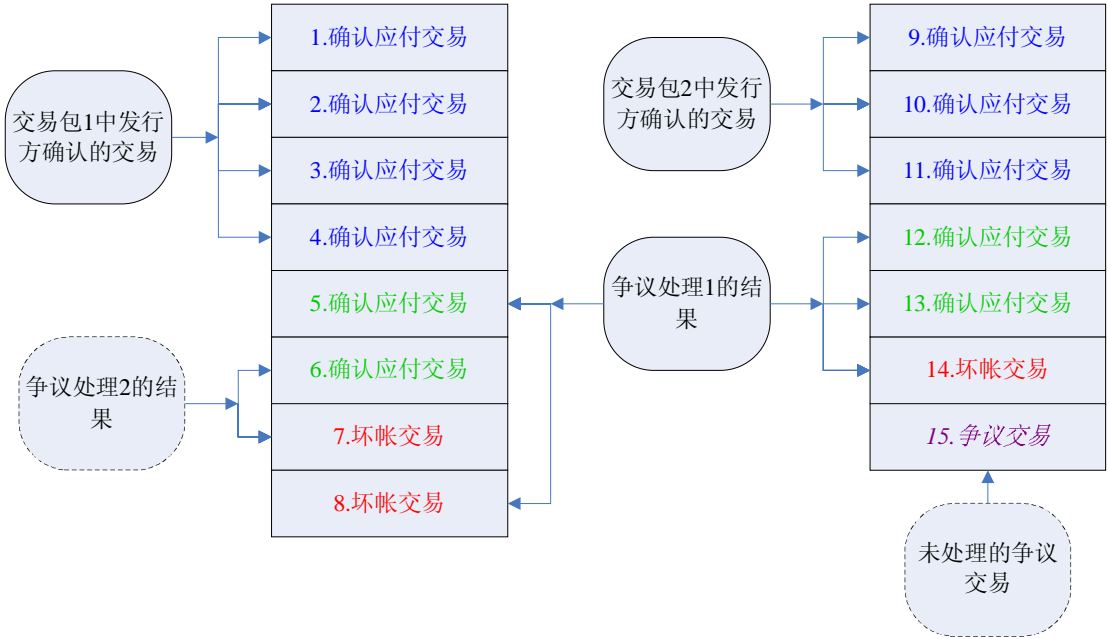 交易包1中发行
方确认的交易
1.确认应付交易
2.确认应付交易
3.确认应付交易
4.确认应付交易
5.确认应付交易
6.确认应付交易
7.坏帐交易
8.坏帐交易
争议处理2的结
果
交易包2中发行
方确认的交易
争议处理1的结
果
9.确认应付交易
10.确认应付交易
11.确认应付交易
12.确认应付交易
13.确认应付交易
14.坏帐交易
15.争议交易
未处理的争议
交易